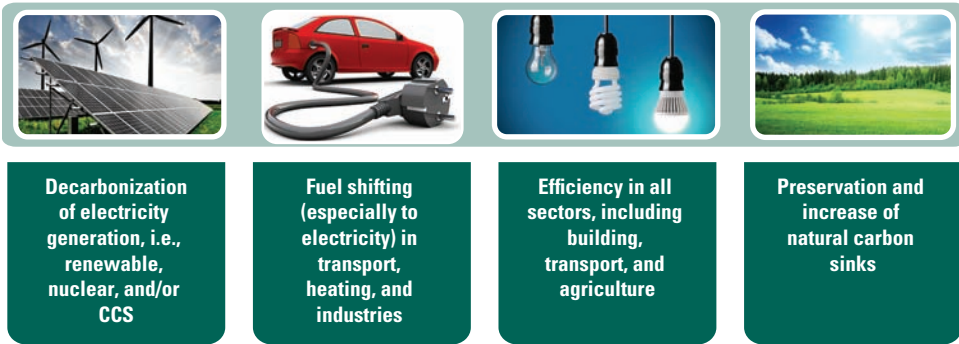 Decarbonization
of electricity
generation, i.e.,
renewable,
nuclear, and/or
CCS
Fuel shifting
(especially to
electricity) in
transport,
heating, and
industries
Efficiency in all
sectors, including
building,
transport, and
agriculture
Preservation and
increase of
natural carbon
sinks